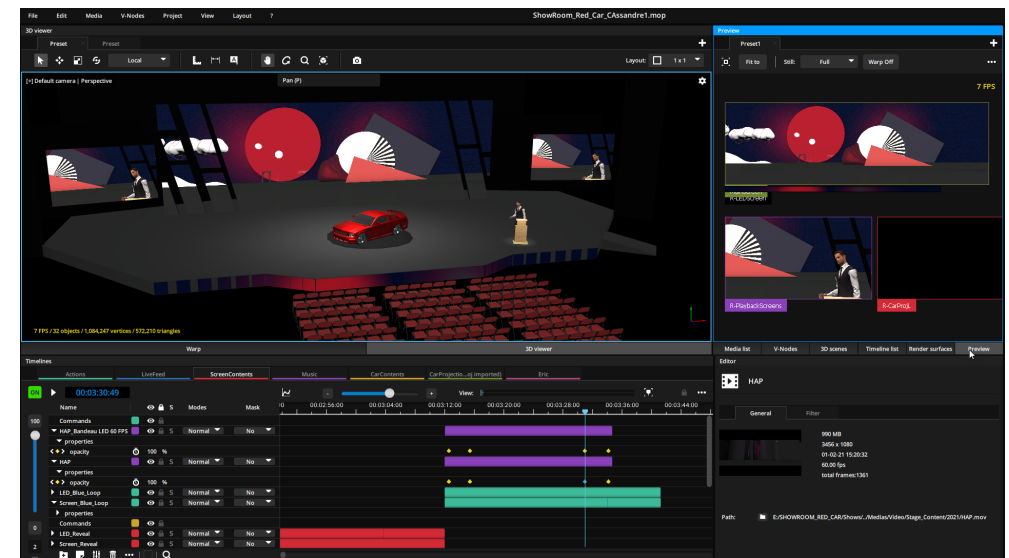 File Edit Media V-Nodes Project View Layout ? ShowRoom_Red_Car_CAssandre1.mop
3D viewer
Preset Preset
Local Layout: 1 x 1
[+] Default camera | Perspective Pan (P)
7 FPS / 32 objects / 1,084,247 vertices / 572,210 triangles
Warp 3D viewer
Preview
Preset1
Fit to Still: Full Warp Off
7 FPS
R-LEDScreen
R-PlaybackScreens R-CarProjL
Media list V-Nodes 3D scenes Timeline list Render surfaces Preview
Timelines
Actions LiveFeed ScreenContents Music CarContents CarProjectio...oj imported) Eric
ON 00:03:30:49 View:
Name S Modes Mask 00:02:56:00 00:03:04:00 00:03:12:00 00:03:20:00 00:03:28:00 00:03:36:00 00:03:44:00
100 Commands
HAP_Bandeau LED 60 FPS S Normal No
properties
opacity 100 %
HAP S Normal No
properties
opacity 100 %
LED_Blue_Loop S Normal No
Screen_Blue_Loop S Normal No
properties
0 Commands
LED_Reveal S Normal No
2 Screen_Reveal S Normal No
Editor
HAP
General Filter
990 MB
3456 x 1080
01-02-21 15:20:32
60.00 fps
total frames:1361
Path: E:/SHOWROOM_RED_CAR/Shows/../Medias/Video/Stage_Content/2021/HAP.mov